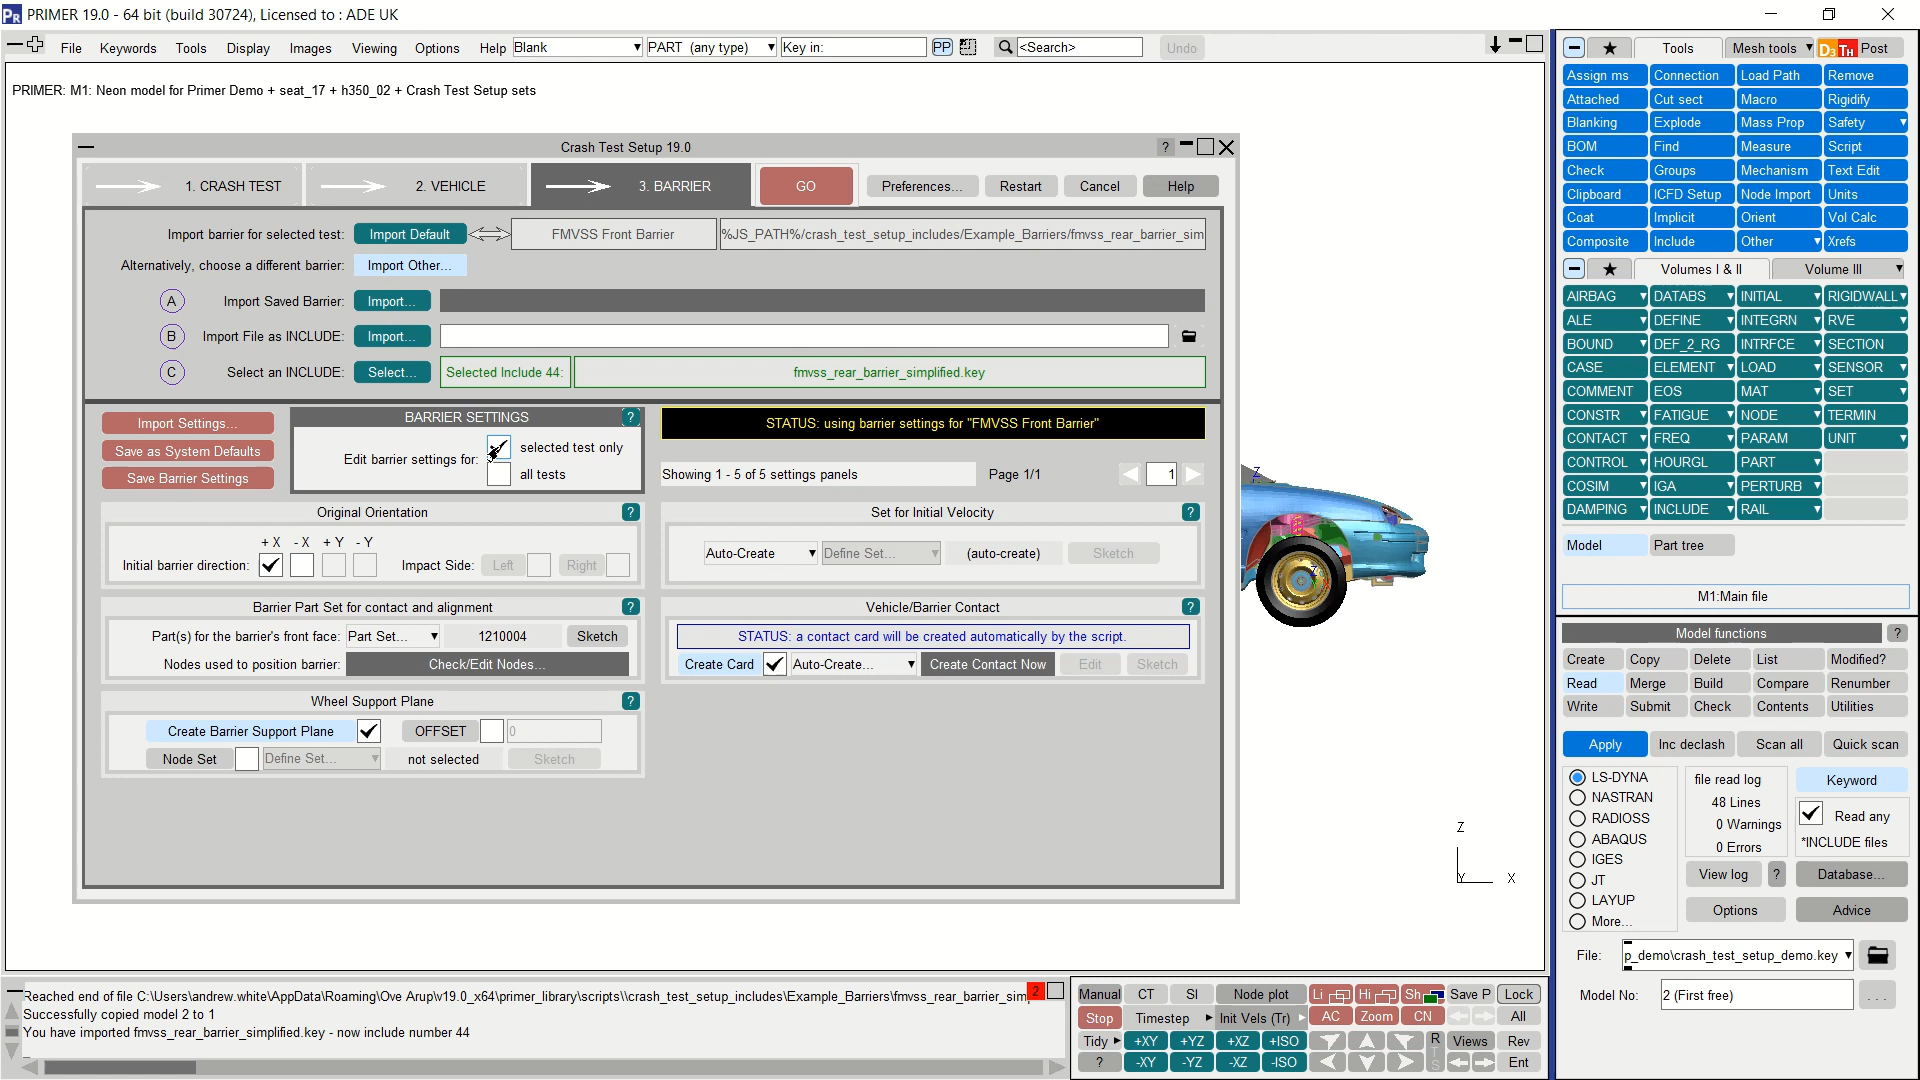 PRIMER 19.0 - 64 bit (build 30724), Licensed to : ADE UK
File Keywords Tools Display Images Viewing Options Help Blank PART (any type) Key in: PP <Search> Undo
PRIMER: M1: Neon model for Primer Demo + seat_17 + h350_02 + Crash Test Setup sets
Crash Test Setup 19.0 ?
1. CRASH TEST 2. VEHICLE 3. BARRIER GO Preferences... Restart Cancel Help
Import barrier for selected test: Import Default FMVSS Front Barrier %JS_PATH%/crash_test_setup_includes/Example_Barriers/fmvss_rear_barrier_sim
Alternatively, choose a different barrier: Import Other...
A Import Saved Barrier: Import...
B Import File as INCLUDE: Import...
C Select an INCLUDE: Select... Selected Include 44: fmvss_rear_barrier_simplified.key
Import Settings...
Save as System Defaults
Save Barrier Settings
BARRIER SETTINGS ?
Edit barrier settings for: selected test only
all tests
STATUS: using barrier settings for "FMVSS Front Barrier"
Showing 1 - 5 of 5 settings panels Page 1/1 1
Original Orientation ?
+ X - X + Y - Y
Initial barrier direction: Impact Side: Left Right
Set for Initial Velocity ?
Auto-Create Define Set... (auto-create) Sketch
Barrier Part Set for contact and alignment ?
Part(s) for the barrier's front face: Part Set... 1210004 Sketch
Nodes used to position barrier: Check/Edit Nodes...
Vehicle/Barrier Contact ?
STATUS: a contact card will be created automatically by the script.
Create Card Auto-Create... Create Contact Now Edit Sketch
Wheel Support Plane ?
Create Barrier Support Plane OFFSET 0
Node Set Define Set... not selected Sketch
Z
Z
Z
Y X
Reached end of file C:\Users\andrew.white\AppData\Roaming\Ove Arup\v19.0_x64\primer_library\scripts\\crash_test_setup_includes\Example_Barriers\fmvss_rear_barrier_sim 2
Successfully copied model 2 to 1
You have imported fmvss_rear_barrier_simplified.key - now include number 44
Manual CT SI Node plot Li Hi Sh Save P Lock
Stop Timestep Init Vels (Tr) AC Zoom CN All
Tidy +XY +YZ +XZ +ISO R Views Rev
? -XY -YZ -XZ -ISO T S Ent
Tools Mesh tools D3 TH Post
Assign ms Connection Load Path Remove
Attached Cut sect Macro Rigidify
Blanking Explode Mass Prop Safety
BOM Find Measure Script
Check Groups Mechanism Text Edit
Clipboard ICFD Setup Node Import Units
Coat Implicit Orient Vol Calc
Composite Include Other Xrefs
Volumes I & II Volume III
AIRBAG DATABS INITIAL RIGIDWALL
ALE DEFINE INTEGRN RVE
BOUND DEF_2_RG INTRFCE SECTION
CASE ELEMENT LOAD SENSOR
COMMENT EOS MAT SET
CONSTR FATIGUE NODE TERMIN
CONTACT FREQ PARAM UNIT
CONTROL HOURGL PART
COSIM IGA PERTURB
DAMPING INCLUDE RAIL
Model Part tree
M1:Main file
Model functions ?
Create Copy Delete List Modified?
Read Merge Build Compare Renumber
Write Submit Check Contents Utilities
Apply Inc declash Scan all Quick scan
LS-DYNA
NASTRAN
RADIOSS
ABAQUS
IGES
JT
LAYUP
More...
file read log
48 Lines
0 Warnings
0 Errors
View log ?
Options
Keyword
Read any
*INCLUDE files
Database...
Advice
File: p_demo\crash_test_setup_demo.key
Model No: 2 (First free) . . .